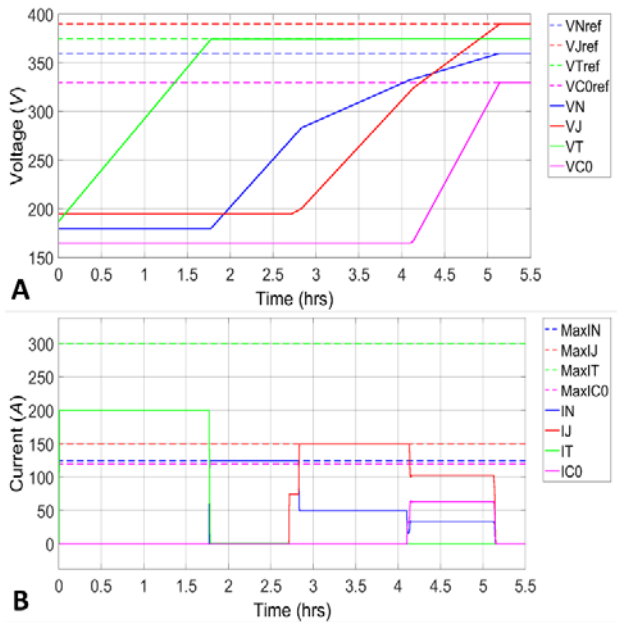 400
350
300
250
200
150
Voltage (V)
0 0.5 1 1.5 2 2.5 3 3.5 4 4.5 5 5.5
Time (hrs)
A
VNref
VJref
VTref
VC0ref
VN
VJ
VT
VC0
300
250
200
150
100
50
0
Current (A)
0 0.5 1 1.5 2 2.5 3 3.5 4 4.5 5 5.5
Time (hrs)
B
MaxIN
MaxIJ
MaxIT
MaxIC0
IN
IJ
IT
IC0